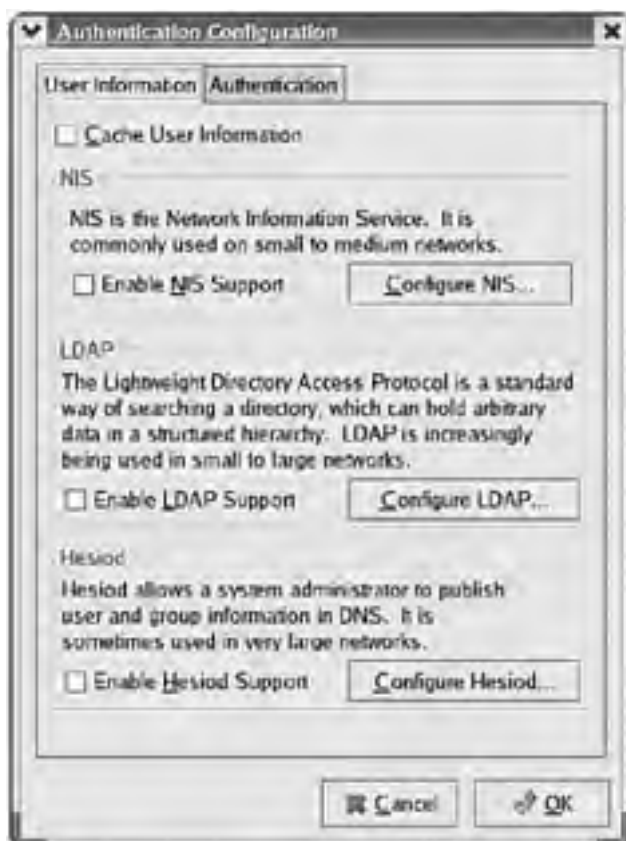 Authentication Configuration
User Information Authentication
Cache User Information
NIS
NIS is the Network Information Service. It is
commonly used on small to medium networks.
Enable NIS Support Configure NIS...
LDAP
The Lightweight Directory Access Protocol is a standard
way of searching a directory, which can hold arbitrary
data in a structured hierarchy. LDAP is increasingly
being used in small to large networks.
Enable LDAP Support Configure LDAP...
Hesiod
Hesiod allows a system administrator to publish
user and group information in DNS. It is
sometimes used in very large networks.
Enable Hesiod Support Configure Hesiod...
Cancel OK